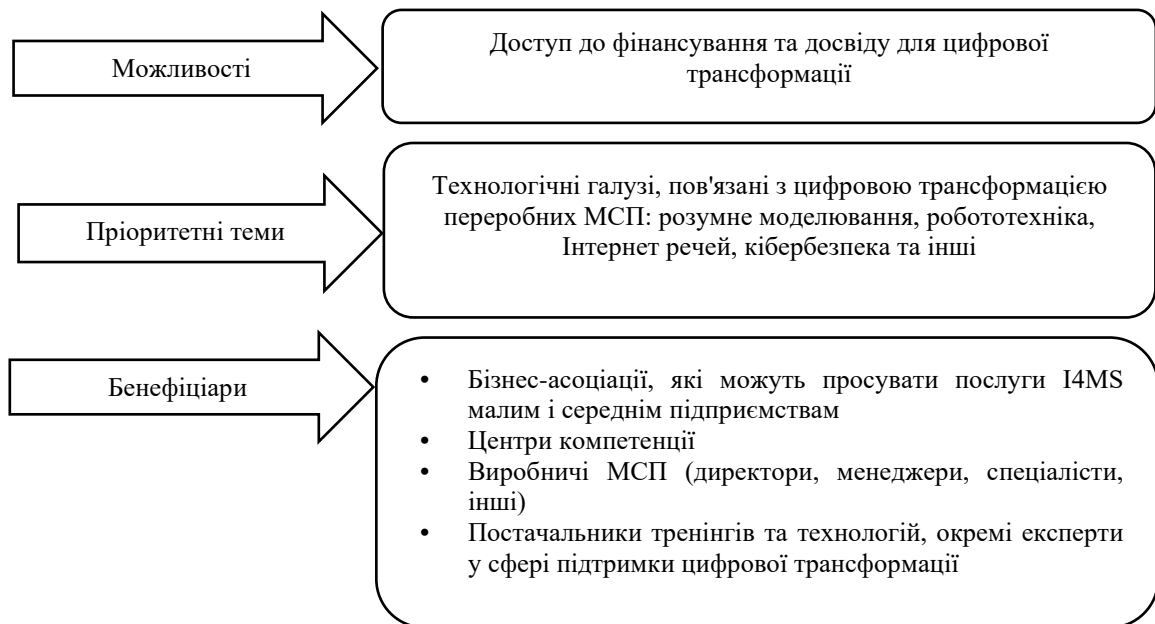 Можливості
Доступ до фінансування та досвіду для цифрової
трансформації
Пріоритетні теми
Технологічні галузі, пов'язані з цифровою трансформацією
переробних МСП: розумне моделювання, робототехніка,
Інтернет речей, кібербезпека та інші
Бенефіціари
• Бізнес-асоціації, які можуть просувати послуги I4MS
малим і середнім підприємствам
• Центри компетенції
• Виробничі МСП (директори, менеджери, спеціалісти,
інші)
• Постачальники тренінгів та технологій, окремі експерти
у сфері підтримки цифрової трансформації